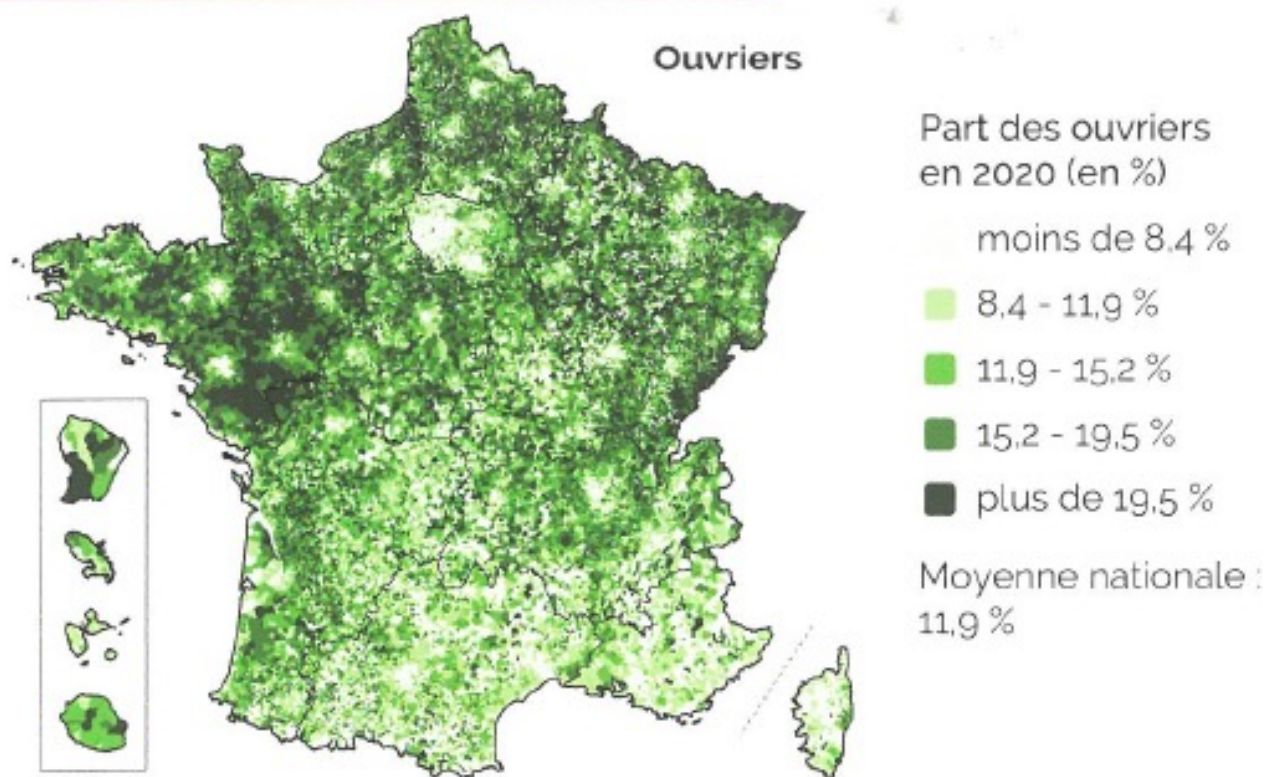 Ouvriers
Part des ouvriers
en 2020 (en %)
moins de 8,4 %
8,4 - 11,9 %
11,9 - 15,2 %
15,2 - 19,5 %
plus de 19,5 %
Moyenne nationale :
11,9 %